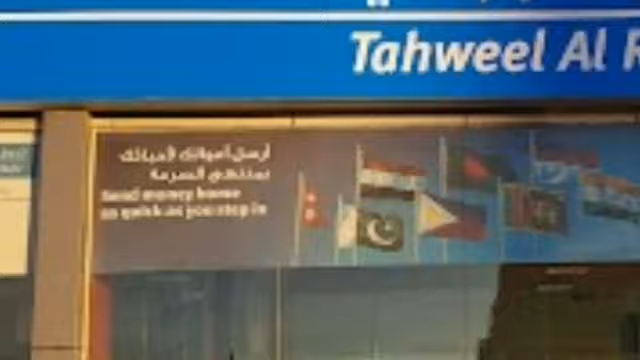 Tahweel Al R
أرسل أموالك لأحبائك
بمنتهى السرعة
Send money home
as quick as you step in